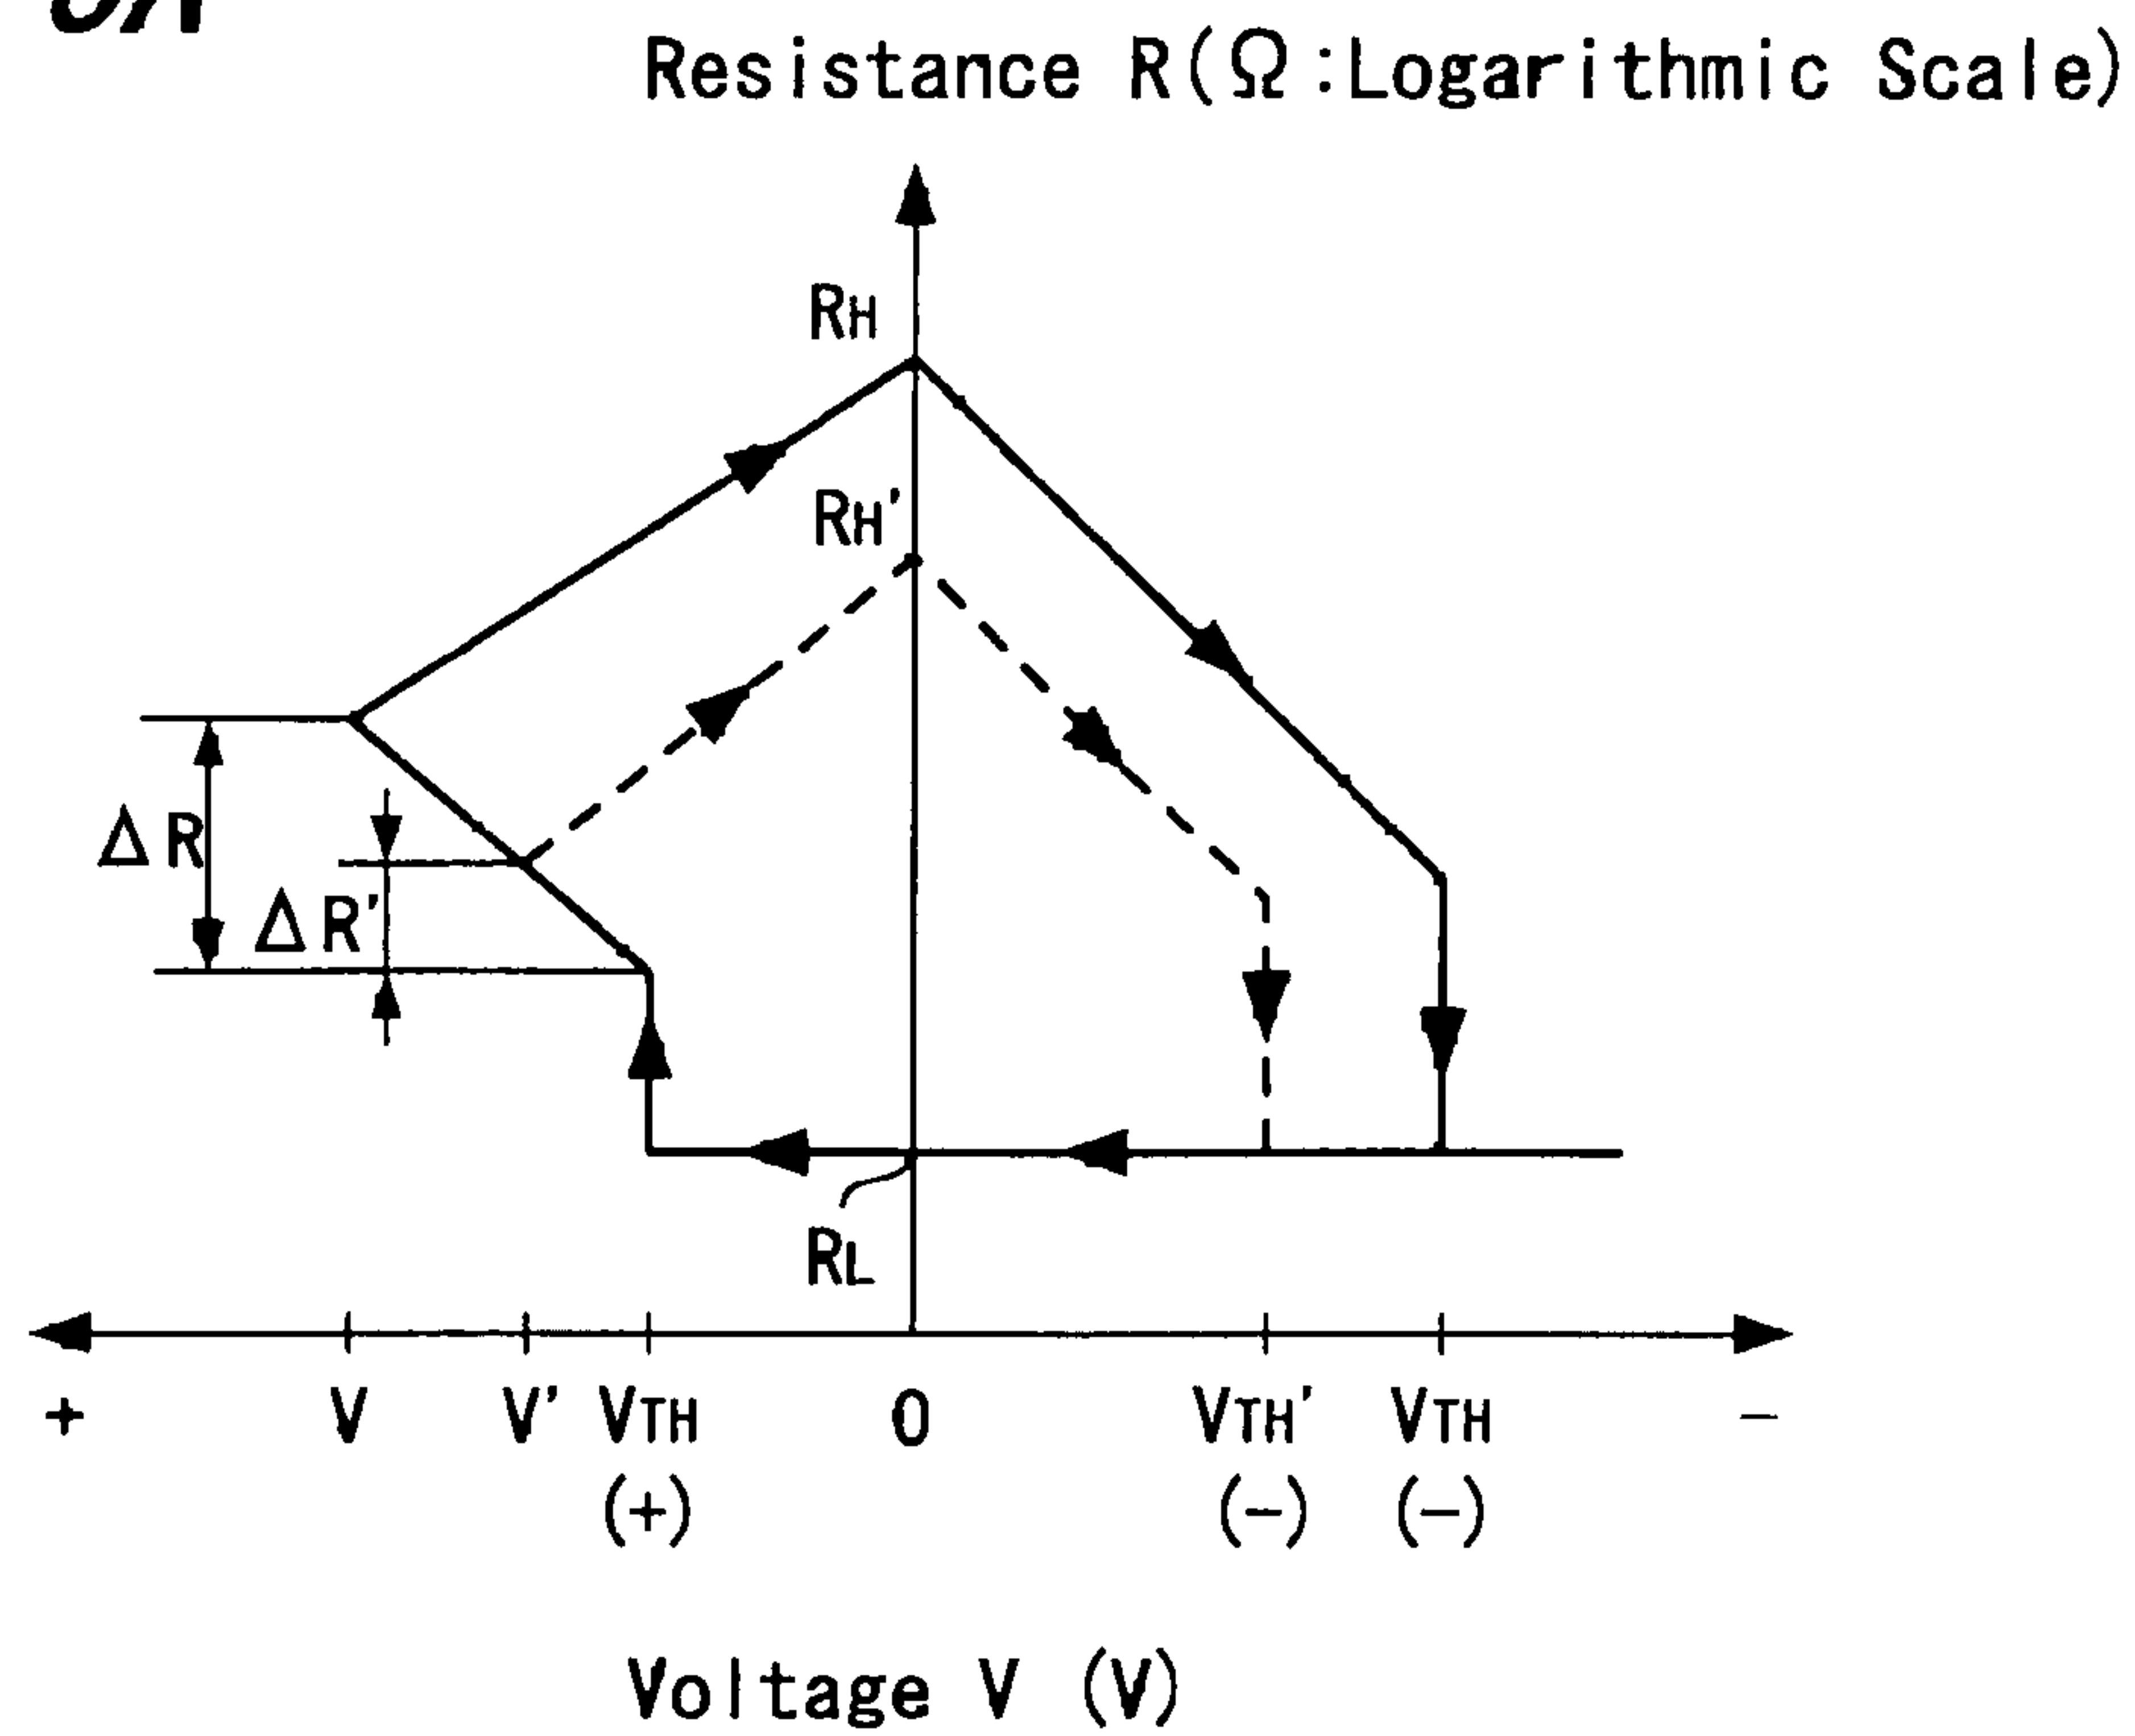 Resistance R(Ω:Logarithmic Scale)
RH
RH'
ΔR
ΔR'
RL
+ V V' VTH 0 VTH' VTH −
(+) (−) (−)
Voltage V (V)